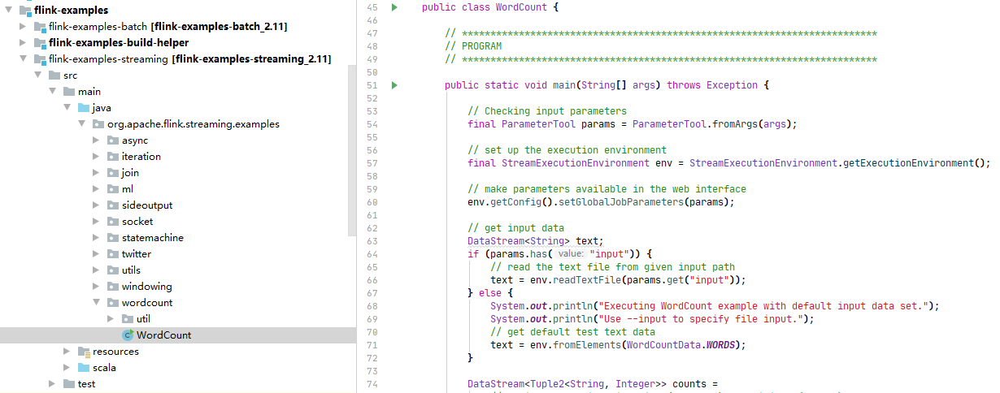 flink-examples
flink-examples-batch [flink-examples-batch_2.11]
flink-examples-build-helper
flink-examples-streaming [flink-examples-streaming_2.11]
src
main
java
org.apache.flink.streaming.examples
async
iteration
join
ml
sideoutput
socket
statemachine
twitter
utils
windowing
wordcount
util
WordCount
resources
scala
test
45 public class WordCount {
46
47 // *************************************************************************
48 // PROGRAM
49 // *************************************************************************
50
51 public static void main(String[] args) throws Exception {
52
53 // Checking input parameters
54 final ParameterTool params = ParameterTool.fromArgs(args);
55
56 // set up the execution environment
57 final StreamExecutionEnvironment env = StreamExecutionEnvironment.getExecutionEnvironment();
58
59 // make parameters available in the web interface
60 env.getConfig().setGlobalJobParameters(params);
61
62 // get input data
63 DataStream<String> text;
64 if (params.has( value: "input")) {
65 // read the text file from given input path
66 text = env.readTextFile(params.get("input"));
67 } else {
68 System.out.println("Executing WordCount example with default input data set.");
69 System.out.println("Use --input to specify file input.");
70 // get default test text data
71 text = env.fromElements(WordCountData.WORDS);
72 }
73
74 DataStream<Tuple2<String, Integer>> counts =